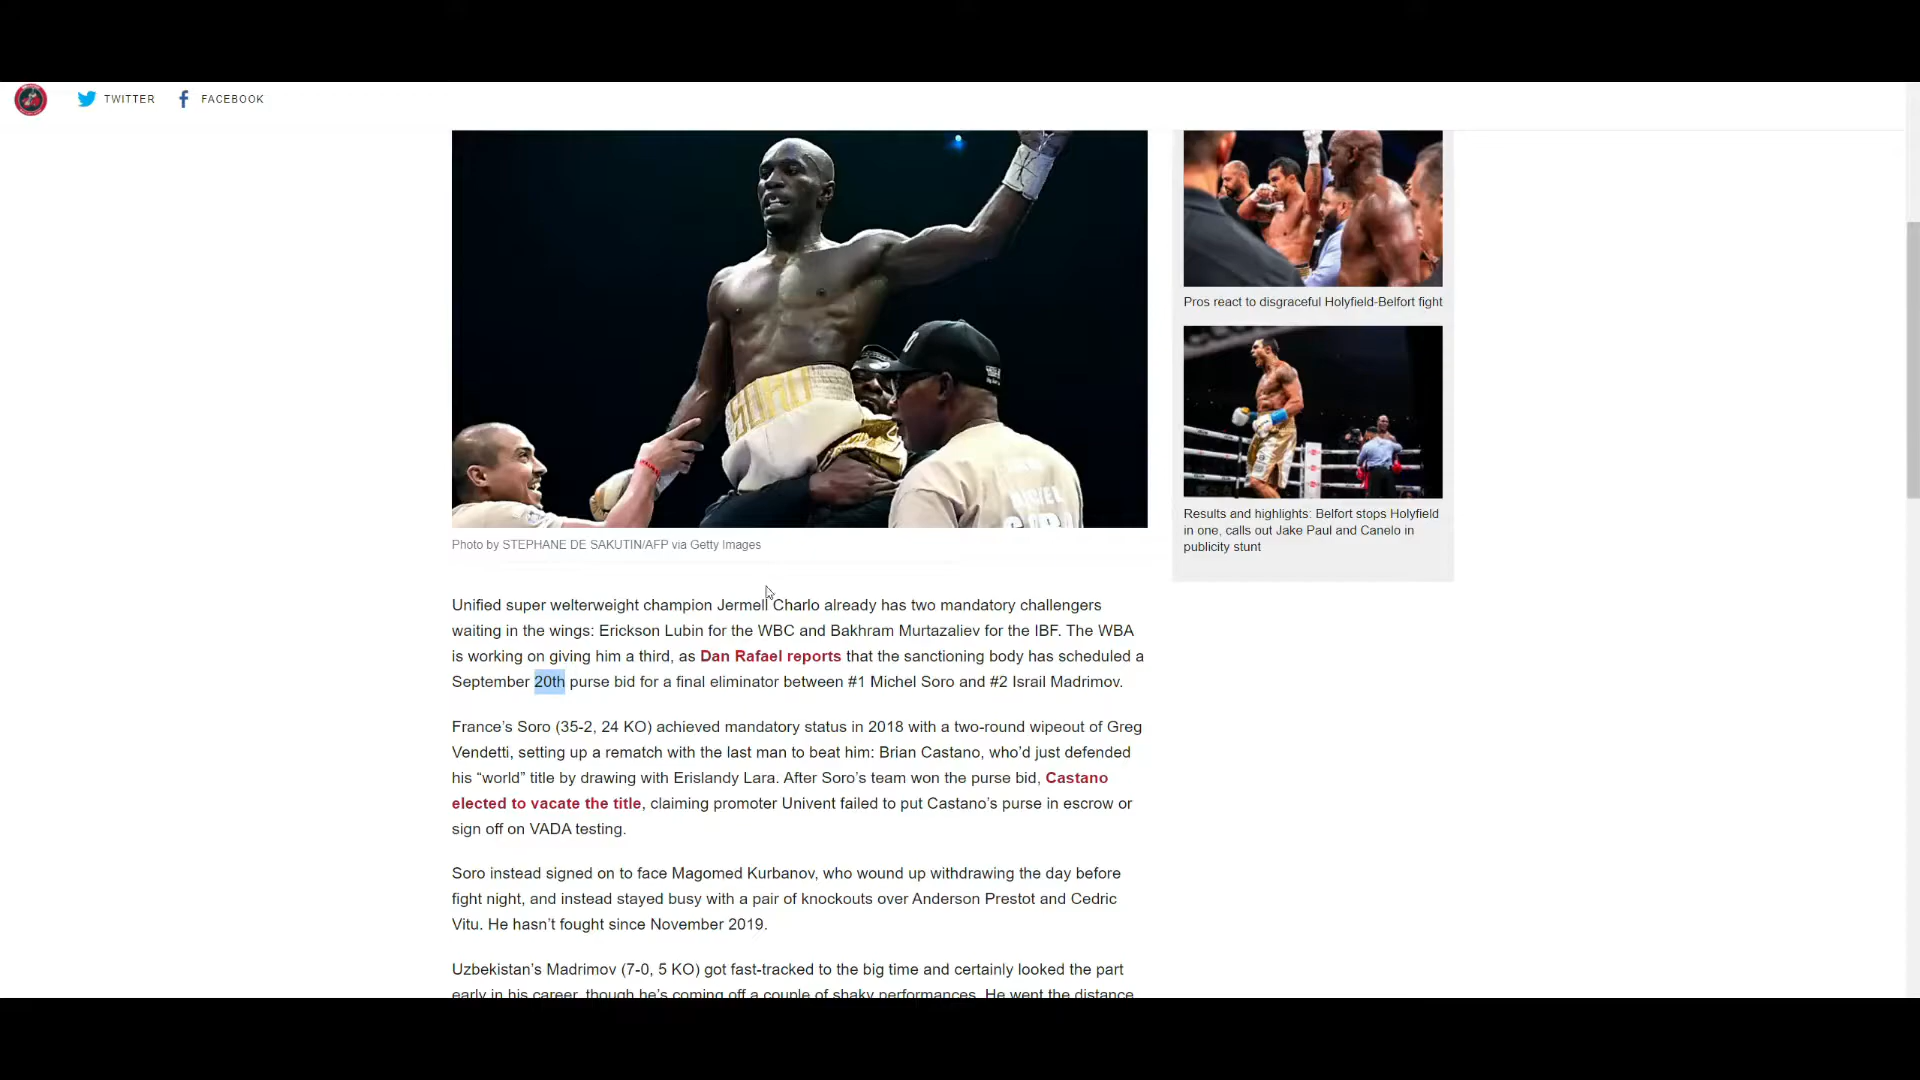 TWITTER
FACEBOOK
SORO
Photo by STEPHANE DE SAKUTIN/AFP via Getty Images
Unified super welterweight champion Jermell Charlo already has two mandatory challengers
waiting in the wings: Erickson Lubin for the WBC and Bakhram Murtazaliev for the IBF. The WBA
is working on giving him a third, as Dan Rafael reports that the sanctioning body has scheduled a
September 20th purse bid for a final eliminator between #1 Michel Soro and #2 Israil Madrimov.
France’s Soro (35-2, 24 KO) achieved mandatory status in 2018 with a two-round wipeout of Greg
Vendetti, setting up a rematch with the last man to beat him: Brian Castano, who’d just defended
his “world” title by drawing with Erislandy Lara. After Soro’s team won the purse bid, Castano
elected to vacate the title, claiming promoter Univent failed to put Castano’s purse in escrow or
sign off on VADA testing.
Soro instead signed on to face Magomed Kurbanov, who wound up withdrawing the day before
fight night, and instead stayed busy with a pair of knockouts over Anderson Prestot and Cedric
Vitu. He hasn’t fought since November 2019.
Uzbekistan’s Madrimov (7-0, 5 KO) got fast-tracked to the big time and certainly looked the part
early in his career, though he’s coming off a couple of shaky performances. He went the distance
Pros react to disgraceful Holyfield-Belfort fight
Results and highlights: Belfort stops Holyfield
in one, calls out Jake Paul and Canelo in
publicity stunt